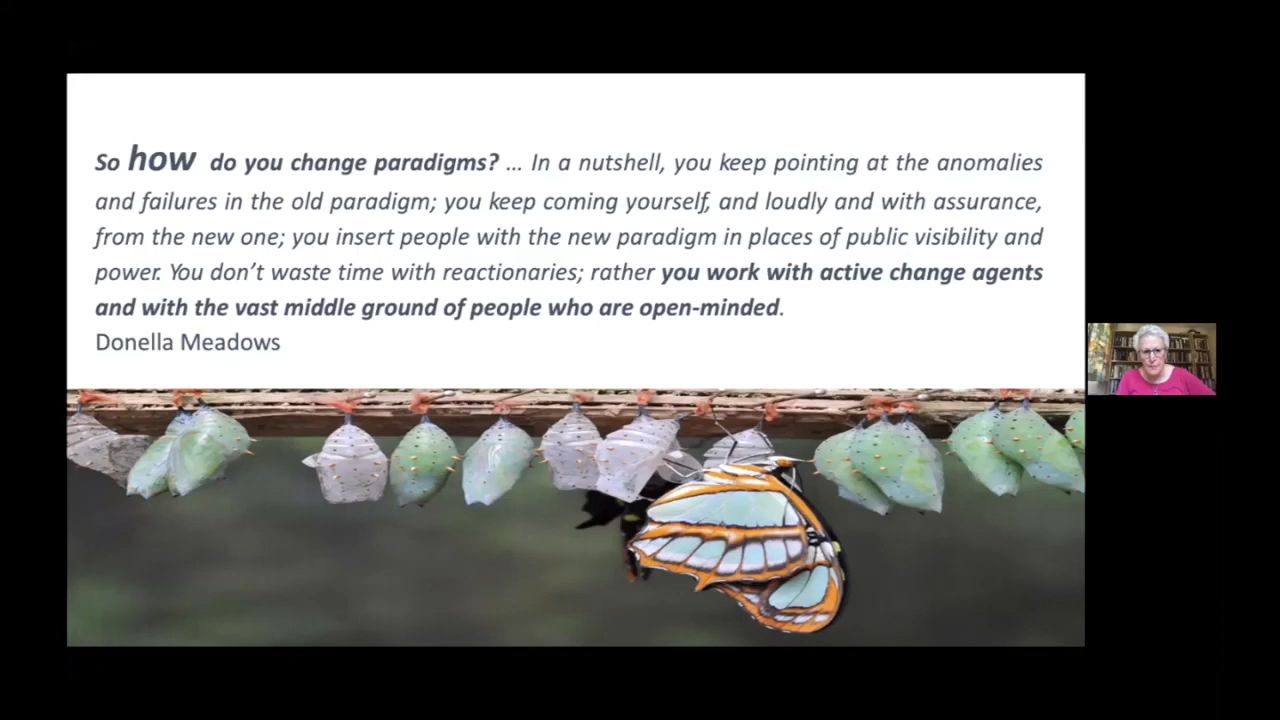 So how do you change paradigms? … In a nutshell, you keep pointing at the anomalies
and failures in the old paradigm; you keep coming yourself, and loudly and with assurance,
from the new one; you insert people with the new paradigm in places of public visibility and
power. You don’t waste time with reactionaries; rather you work with active change agents
and with the vast middle ground of people who are open-minded.
Donella Meadows